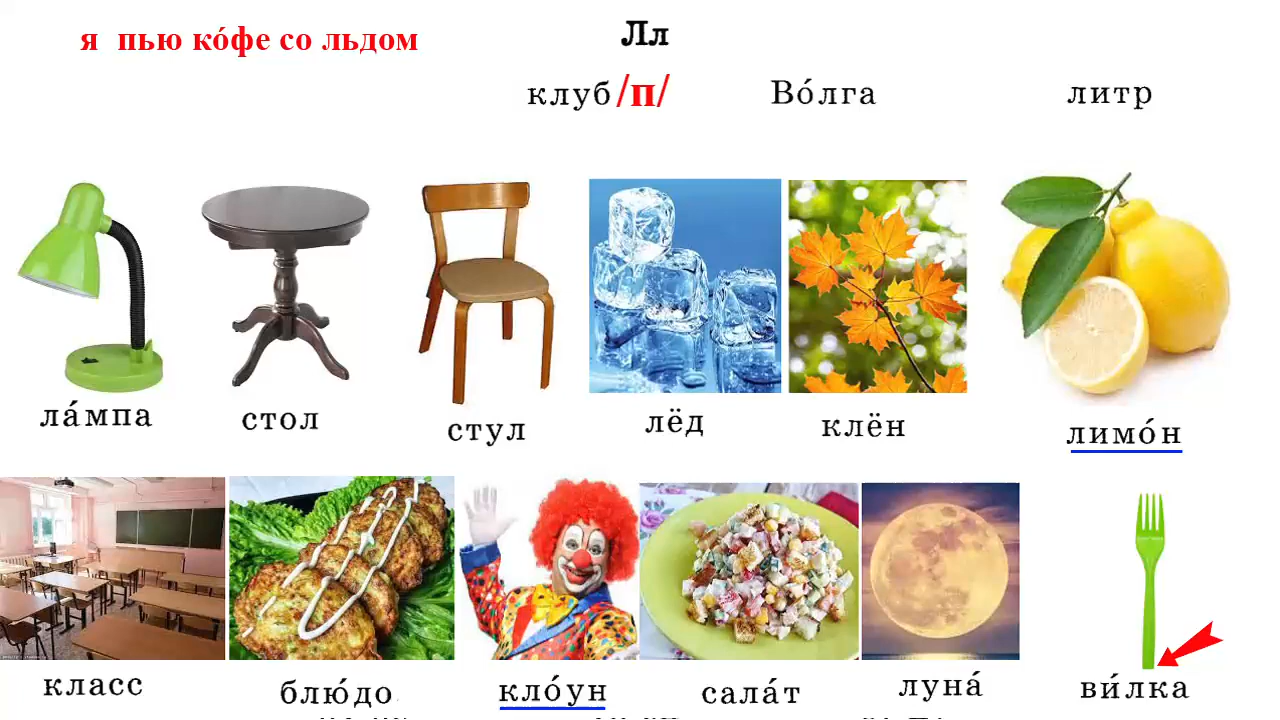 я пью ко́фе со льдом
Лл
клуб /п/ Во́лга литр
ла́мпа стол стул лёд клён лимо́н
класс блю́до кло́ун сала́т луна́ ви́лка